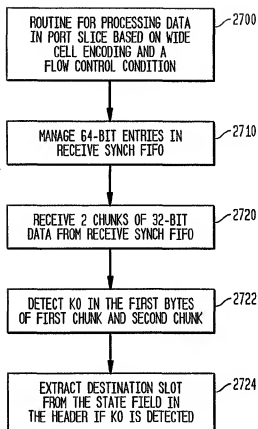 ROUTINE FOR PROCESSING DATA
IN PORT SLICE BASED ON WIDE
CELL ENCODING AND A
FLOW CONTROL CONDITION
2700
MANAGE 64-BIT ENTRIES IN
RECEIVE SYNCH FIFO
2710
RECEIVE 2 CHUNKS OF 32-BIT
DATA FROM RECEIVE SYNCH FIFO
2720
DETECT K0 IN THE FIRST BYTES
OF FIRST CHUNK AND SECOND CHUNK
2722
EXTRACT DESTINATION SLOT
FROM THE STATE FIELD IN
THE HEADER IF K0 IS DETECTED
2724